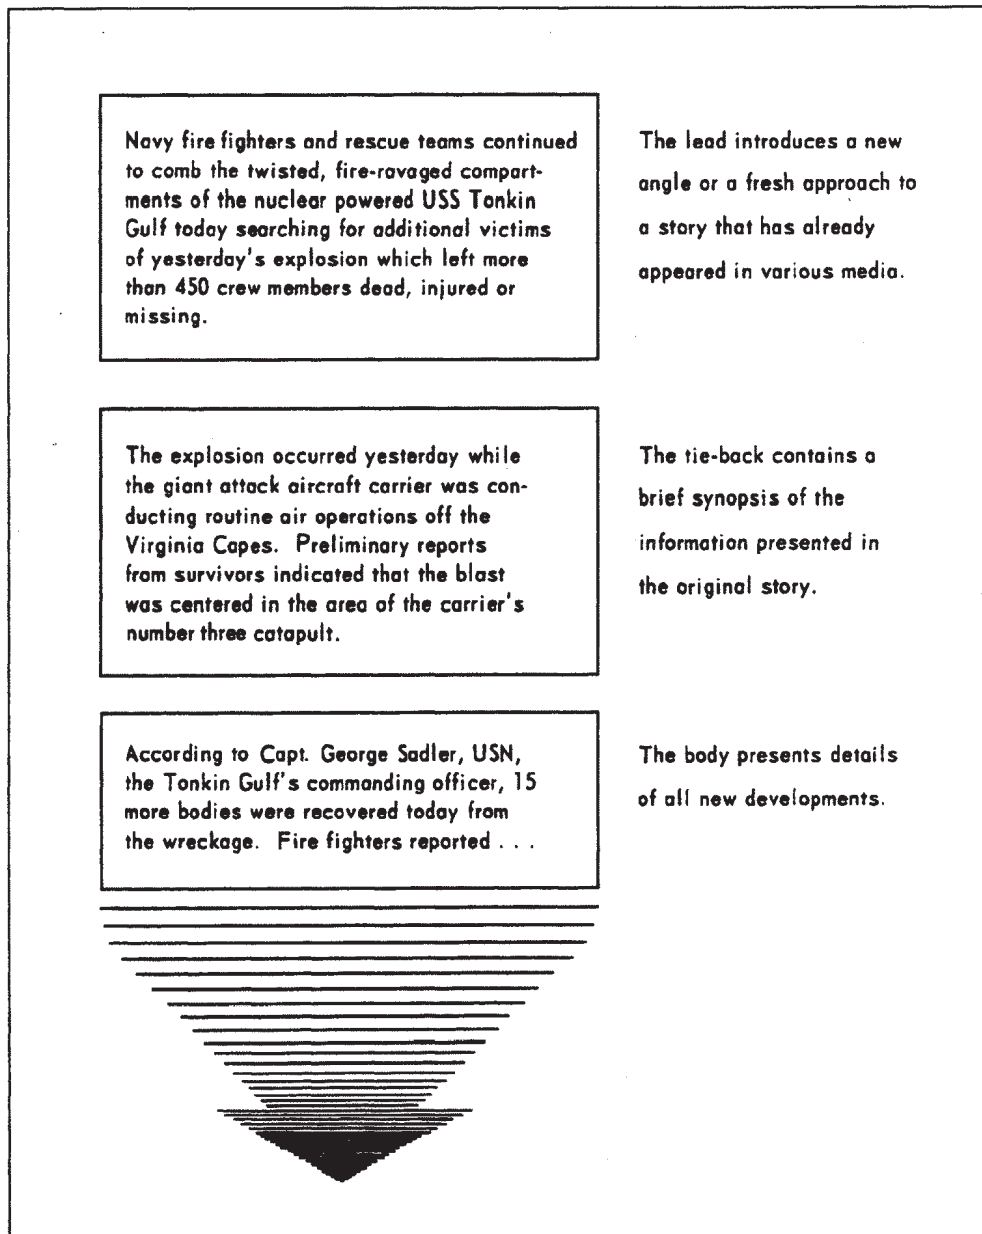 Navy fire fighters and rescue teams continued
to comb the twisted, fire-ravaged compart-
ments of the nuclear powered USS Tonkin
Gulf today searching for additional victims
of yesterday's explosion which left more
than 450 crew members dead, injured or
missing.
The lead introduces a new
angle or a fresh approach to
a story that has already
appeared in various media.
The explosion occurred yesterday while
the giant attack aircraft carrier was con-
ducting routine air operations off the
Virginia Capes. Preliminary reports
from survivors indicated that the blast
was centered in the area of the carrier's
number three catapult.
The tie-back contains a
brief synopsis of the
information presented in
the original story.
According to Capt. George Sadler, USN,
the Tonkin Gulf's commanding officer, 15
more bodies were recovered today from
the wreckage. Fire fighters reported . . .
The body presents details
of all new developments.